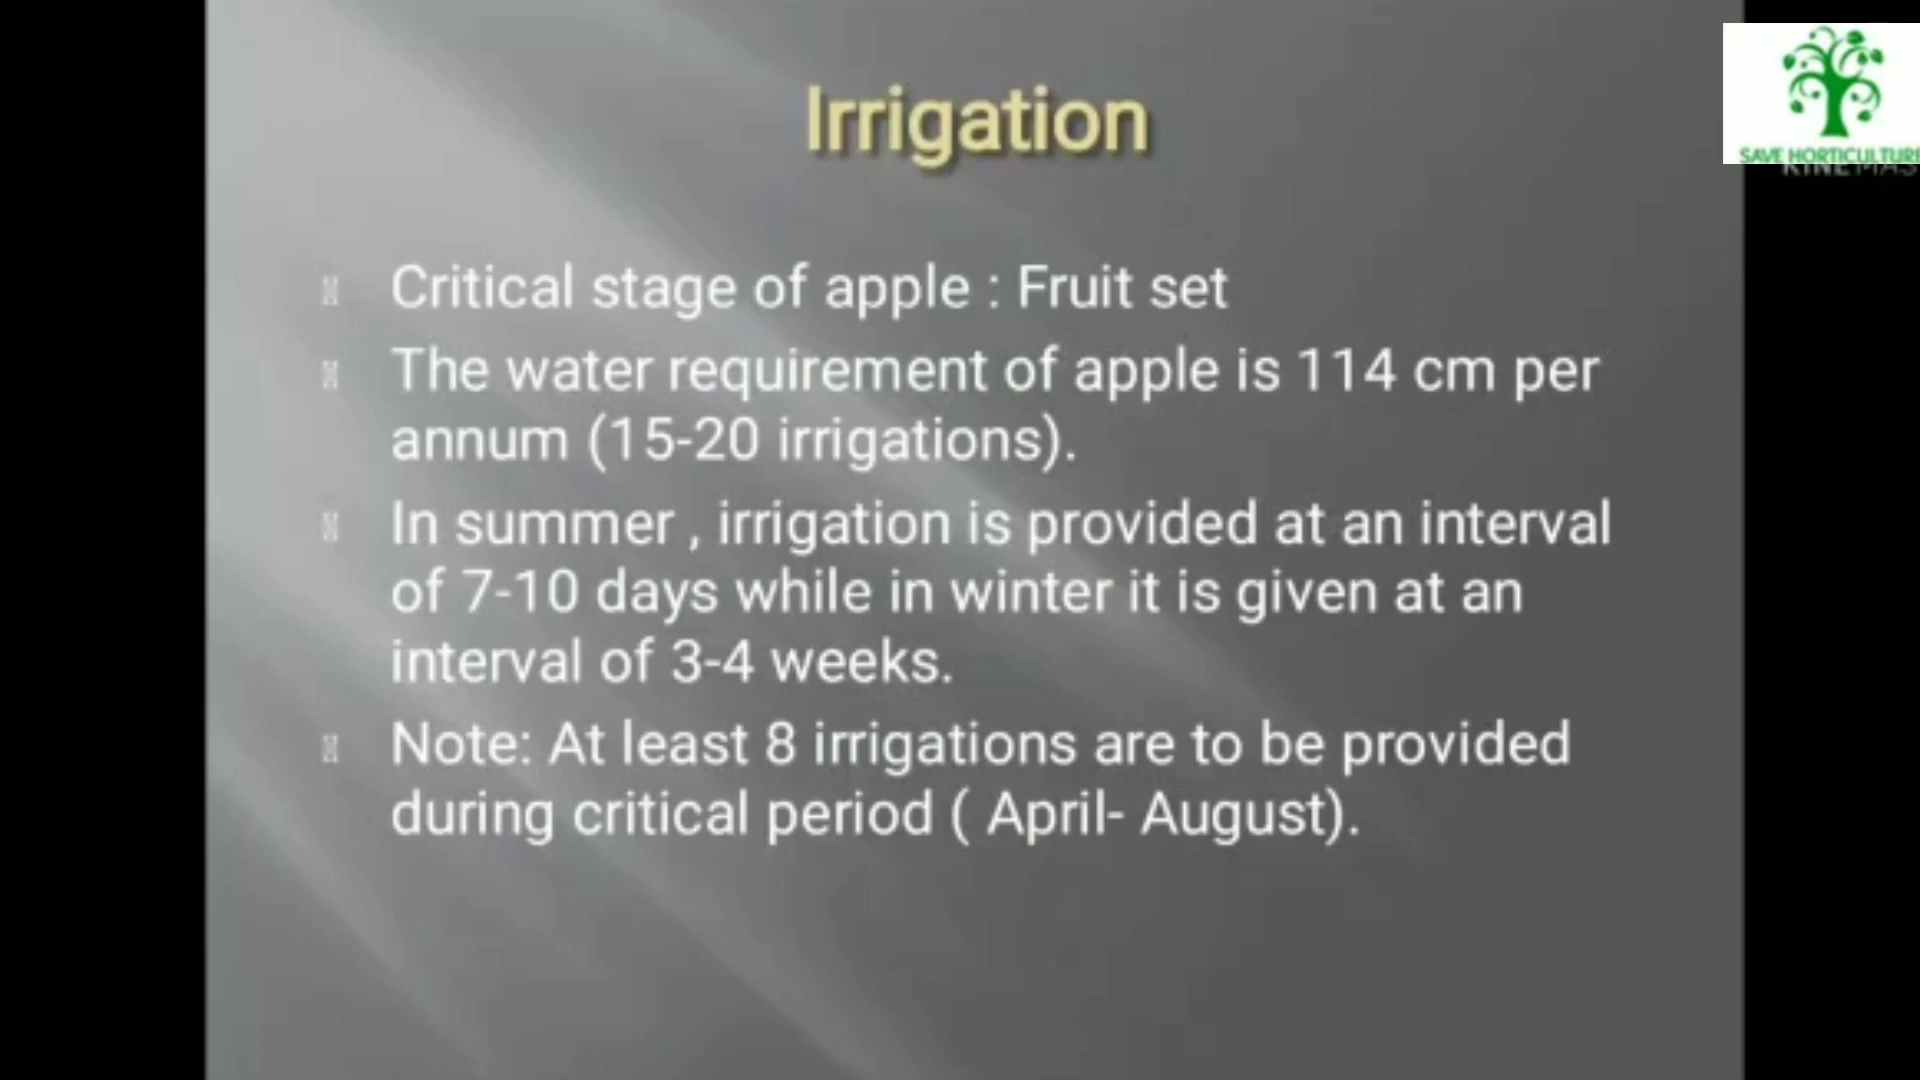 Irrigation
SAVE HORTICULTURE
Critical stage of apple : Fruit set
The water requirement of apple is 114 cm per
annum (15-20 irrigations).
In summer , irrigation is provided at an interval
of 7-10 days while in winter it is given at an
interval of 3-4 weeks.
Note: At least 8 irrigations are to be provided
during critical period ( April- August).